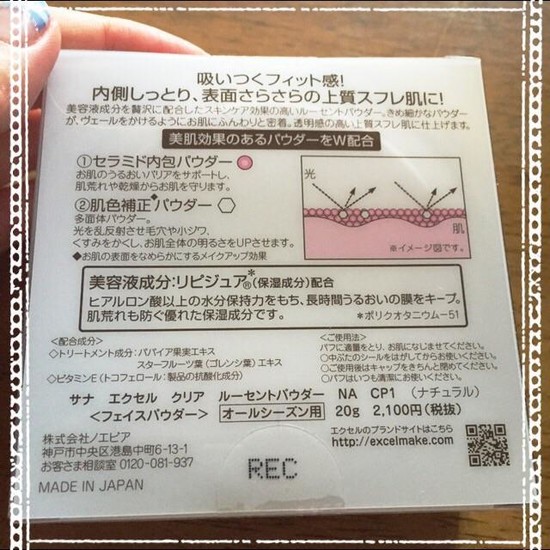 吸いつくフィット感!
内側しっとり、表面さらさらの上質スフレ肌に!
美容液成分を贅沢に配合したスキンケア効果の高いルーセントパウダー。きめ細かなパウダー
が、ヴェールをかけるようにお肌にふんわりと密着。透明感の高い上質スフレ肌に仕上げます。
美肌効果のあるパウダーをW配合
①セラミド内包パウダー
お肌のうるおいバリアをサポートし、
肌荒れや乾燥からお肌を守ります。
②肌色補正◆パウダー
多面体パウダー。
光を乱反射させ毛穴や小ジワ、
くすみをかくし、お肌全体の明るさをUPさせます。
◆お肌の表面をなめらかにするメイクアップ効果
光
肌
※イメージ図です。
美容液成分:リピジュア®*(保湿成分)配合
ヒアルロン酸以上の水分保持力をもち、長時間うるおいの膜をキープ。
肌荒れも防ぐ優れた保湿成分です。
*ポリクオタニウム-51
<配合成分>
◇トリートメント成分:パパイア果実エキス
スターフルーツ葉(ゴレンシ葉)エキス
◇ビタミンE(トコフェロール:製品の抗酸化成分)
<ご使用法>
パフに適量をとり、お肌になじませてください。
○中ぶたのシールをはがしてからお使いください。
○ご使用後はキャップをきちんと閉めてください。
○パフはいつも清潔にお使いください。
サナ エクセル クリア ルーセントパウダー NA CP1 (ナチュラル)
<フェイスパウダー> オールシーズン用 20g 2,100円(税抜)
株式会社ノエビア
神戸市中央区港島中町6-13-1
お客さま相談室 0120-081-937
エクセルのブランドサイトはこちら
http://excelmake.com
REC
MADE IN JAPAN